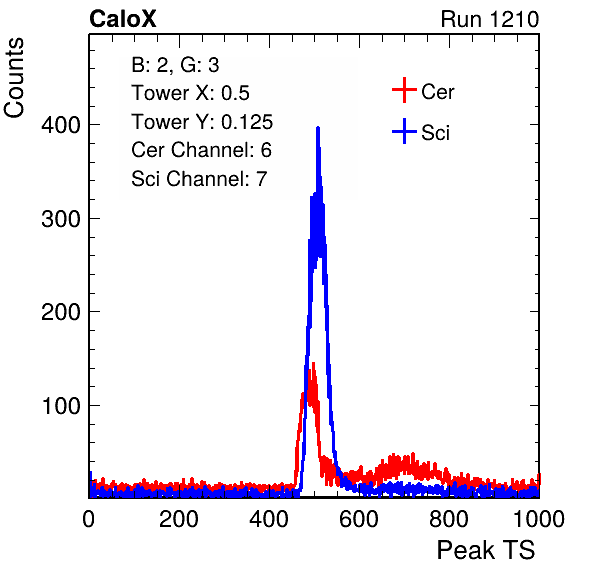 CaloX Run 1210
Counts
B: 2, G: 3
Tower X: 0.5
Tower Y: 0.125
Cer Channel: 6
Sci Channel: 7
Cer
Sci
400
300
200
100
0 200 400 600 800 1000
Peak TS